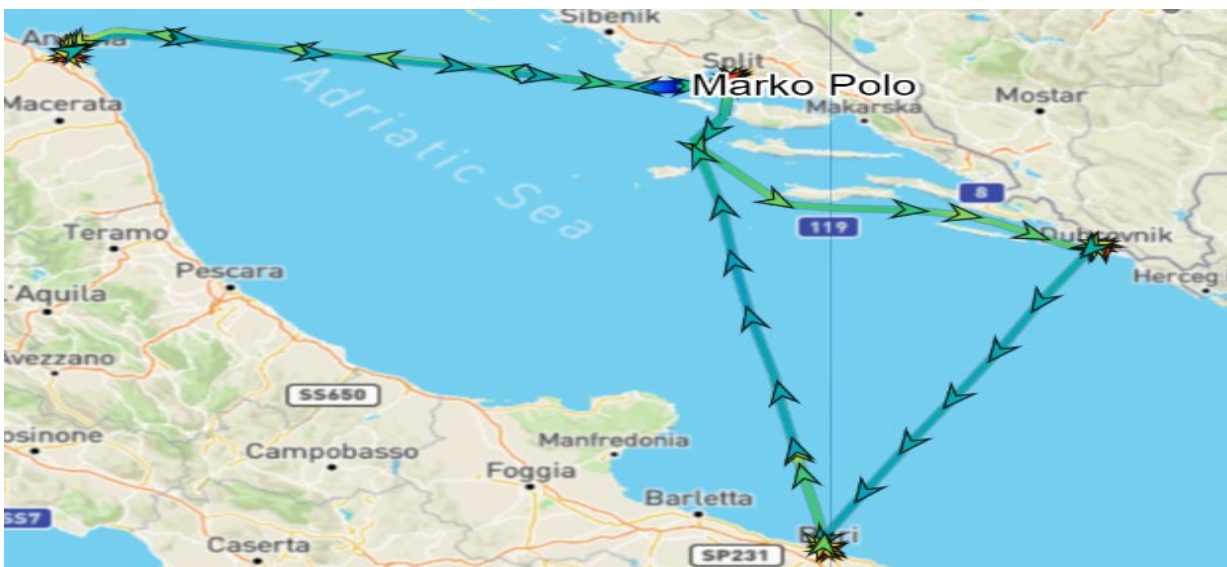 Sibenik
Split
Marko Polo
Macerata
Makarska
Mostar
Adriatic Sea
8
119
Teramo
Dubrovnik
Pescara
Herceg
'Aquila
Avezzano
SS650
osinone
Campobasso
Manfredonia
Foggia
Barletta
SS7
Caserta
SP231